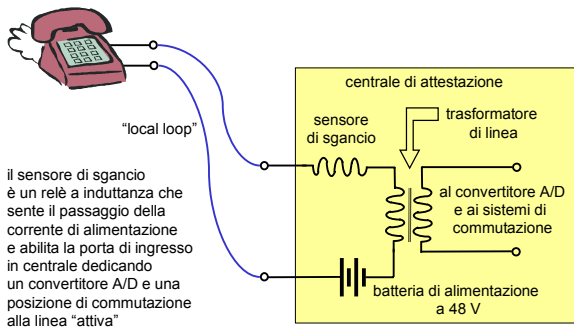 centrale di attestazione
trasformatore
di linea
sensore
di sgancio
“local loop”
il sensore di sgancio
è un relè a induttanza che
sente il passaggio della
corrente di alimentazione
e abilita la porta di ingresso
in centrale dedicando
un convertitore A/D e una
posizione di commutazione
alla linea “attiva”
al convertitore A/D
e ai sistemi di
commutazione
batteria di alimentazione
a 48 V